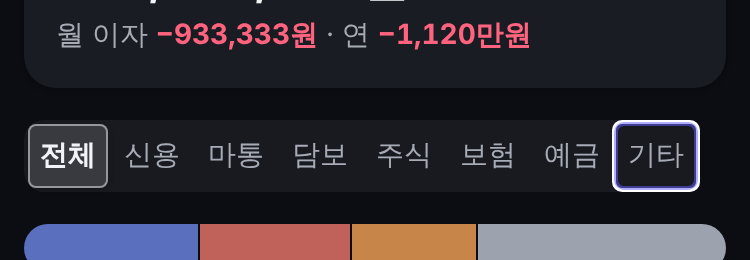 월 이자 −933,333원 · 연 −1,120만원
전체 신용 마통 담보 주식 보험 예금 기타